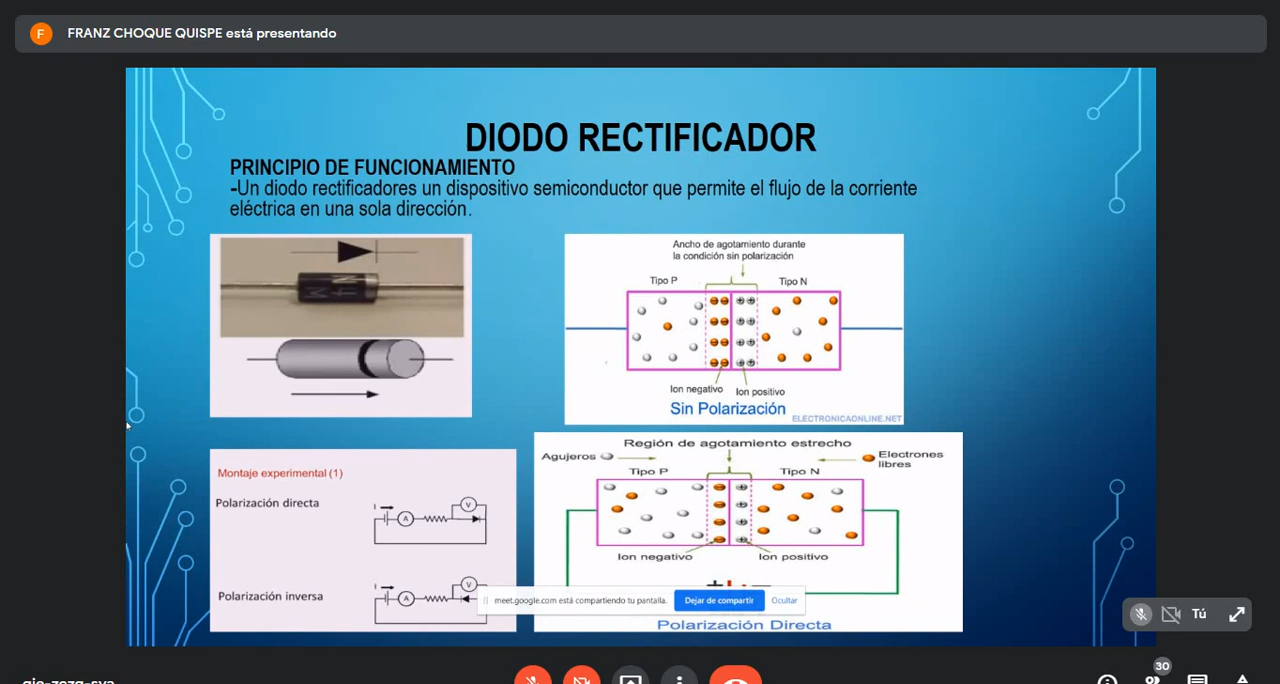 F FRANZ CHOQUE QUISPE está presentando
DIODO RECTIFICADOR
PRINCIPIO DE FUNCIONAMIENTO
-Un diodo rectificadores un dispositivo semiconductor que permite el flujo de la corriente
eléctrica en una sola dirección.
Ancho de agotamiento durante
la condición sin polarización
Tipo P
Tipo N
Ion negativo
Ion positivo
Sin Polarización
ELECTRONICAONLINE.NET
Montaje experimental (1)
Polarización directa
I
A
V
Polarización inversa
I
A
V
Región de agotamiento estrecho
Agujeros
Electrones
libres
Tipo P
Tipo N
Ion negativo
Ion positivo
meet.google.com está compartiendo tu pantalla.
Dejar de compartir
Ocultar
Polarización Directa
Tú
30